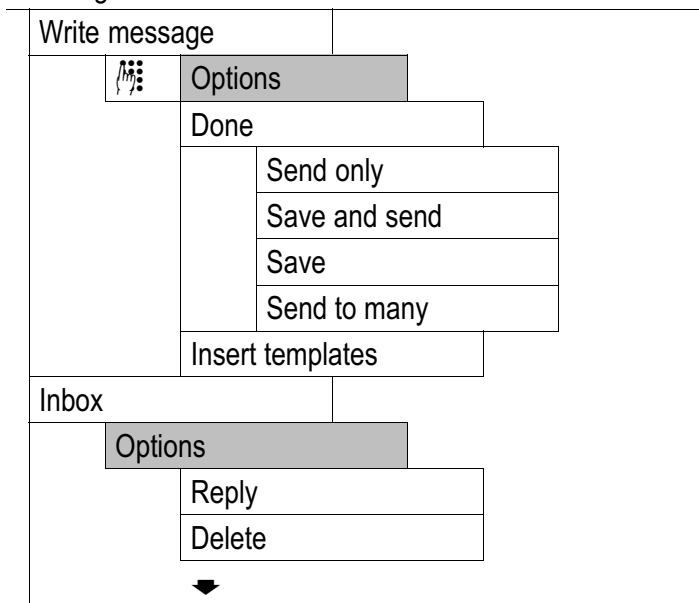 Write message
Options
Done
Send only
Save and send
Save
Send to many
Insert templates
Inbox
Options
Reply
Delete